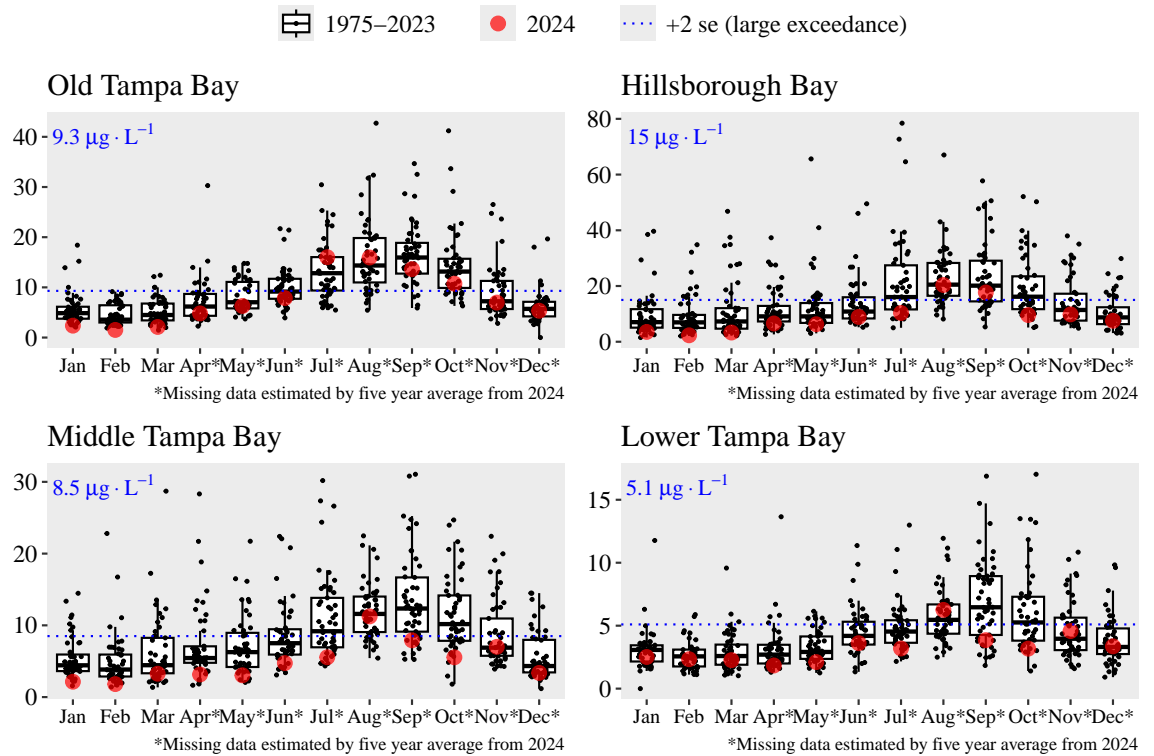 1975–2023 2024 +2 se (large exceedance)
Old Tampa Bay
9.3 μg · L⁻¹
40
30
20
10
0
Jan Feb Mar Apr* May* Jun* Jul* Aug* Sep* Oct* Nov* Dec*
*Missing data estimated by five year average from 2024
Hillsborough Bay
15 μg · L⁻¹
80
60
40
20
0
Jan Feb Mar Apr* May* Jun* Jul* Aug* Sep* Oct* Nov* Dec*
*Missing data estimated by five year average from 2024
Middle Tampa Bay
8.5 μg · L⁻¹
30
20
10
0
Jan Feb Mar Apr* May* Jun* Jul* Aug* Sep* Oct* Nov* Dec*
*Missing data estimated by five year average from 2024
Lower Tampa Bay
5.1 μg · L⁻¹
15
10
5
0
Jan Feb Mar Apr* May* Jun* Jul* Aug* Sep* Oct* Nov* Dec*
*Missing data estimated by five year average from 2024